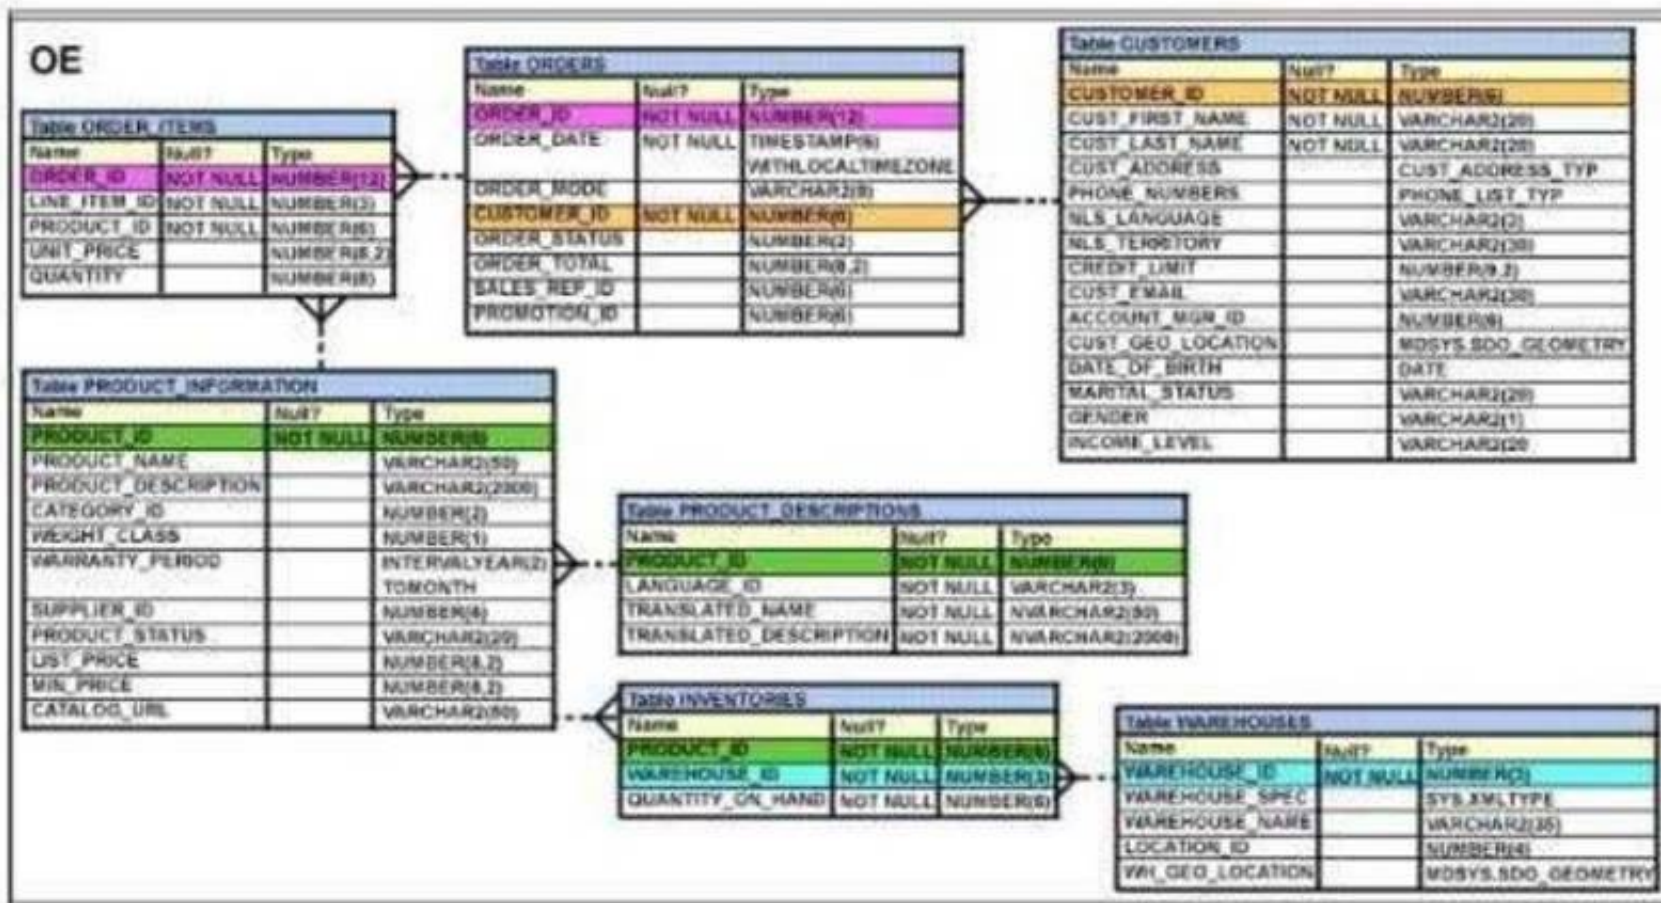 OE
Table ORDER_ITEMS
Name Null? Type
ORDER_ID NOT NULL NUMBER(12)
LINE_ITEM_ID NOT NULL NUMBER(3)
PRODUCT_ID NOT NULL NUMBER(6)
UNIT_PRICE NUMBER(8,2)
QUANTITY NUMBER(8)
Table ORDERS
Name Null? Type
ORDER_ID NOT NULL NUMBER(12)
ORDER_DATE NOT NULL TIMESTAMP(6)
WITHLOCALTIMEZONE
ORDER_MODE VARCHAR2(8)
CUSTOMER_ID NOT NULL NUMBER(6)
ORDER_STATUS NUMBER(2)
ORDER_TOTAL NUMBER(8,2)
SALES_REP_ID NUMBER(6)
PROMOTION_ID NUMBER(6)
Table CUSTOMERS
Name Null? Type
CUSTOMER_ID NOT NULL NUMBER(6)
CUST_FIRST_NAME NOT NULL VARCHAR2(20)
CUST_LAST_NAME NOT NULL VARCHAR2(20)
CUST_ADDRESS CUST_ADDRESS_TYP
PHONE_NUMBERS PHONE_LIST_TYP
NLS_LANGUAGE VARCHAR2(3)
NLS_TERRITORY VARCHAR2(30)
CREDIT_LIMIT NUMBER(9,2)
CUST_EMAIL VARCHAR2(30)
ACCOUNT_MGR_ID NUMBER(6)
CUST_GEO_LOCATION MDSYS.SDO_GEOMETRY
DATE_OF_BIRTH DATE
MARITAL_STATUS VARCHAR2(20)
GENDER VARCHAR2(1)
INCOME_LEVEL VARCHAR2(20
Table PRODUCT_INFORMATION
Name Null? Type
PRODUCT_ID NOT NULL NUMBER(6)
PRODUCT_NAME VARCHAR2(50)
PRODUCT_DESCRIPTION VARCHAR2(2000)
CATEGORY_ID NUMBER(2)
WEIGHT_CLASS NUMBER(1)
WARRANTY_PERIOD INTERVALYEAR(2)
TOMONTH
SUPPLIER_ID NUMBER(6)
PRODUCT_STATUS VARCHAR2(20)
LIST_PRICE NUMBER(8,2)
MIN_PRICE NUMBER(8,2)
CATALOG_URL VARCHAR2(50)
Table PRODUCT_DESCRIPTIONS
Name Null? Type
PRODUCT_ID NOT NULL NUMBER(6)
LANGUAGE_ID NOT NULL VARCHAR2(3)
TRANSLATED_NAME NOT NULL NVARCHAR2(50)
TRANSLATED_DESCRIPTION NOT NULL NVARCHAR2(2000)
Table INVENTORIES
Name Null? Type
PRODUCT_ID NOT NULL NUMBER(6)
WAREHOUSE_ID NOT NULL NUMBER(3)
QUANTITY_ON_HAND NOT NULL NUMBER(8)
Table WAREHOUSES
Name Null? Type
WAREHOUSE_ID NOT NULL NUMBER(3)
WAREHOUSE_SPEC SYS.XMLTYPE
WAREHOUSE_NAME VARCHAR2(35)
LOCATION_ID NUMBER(4)
WH_GEO_LOCATION MDSYS.SDO_GEOMETRY